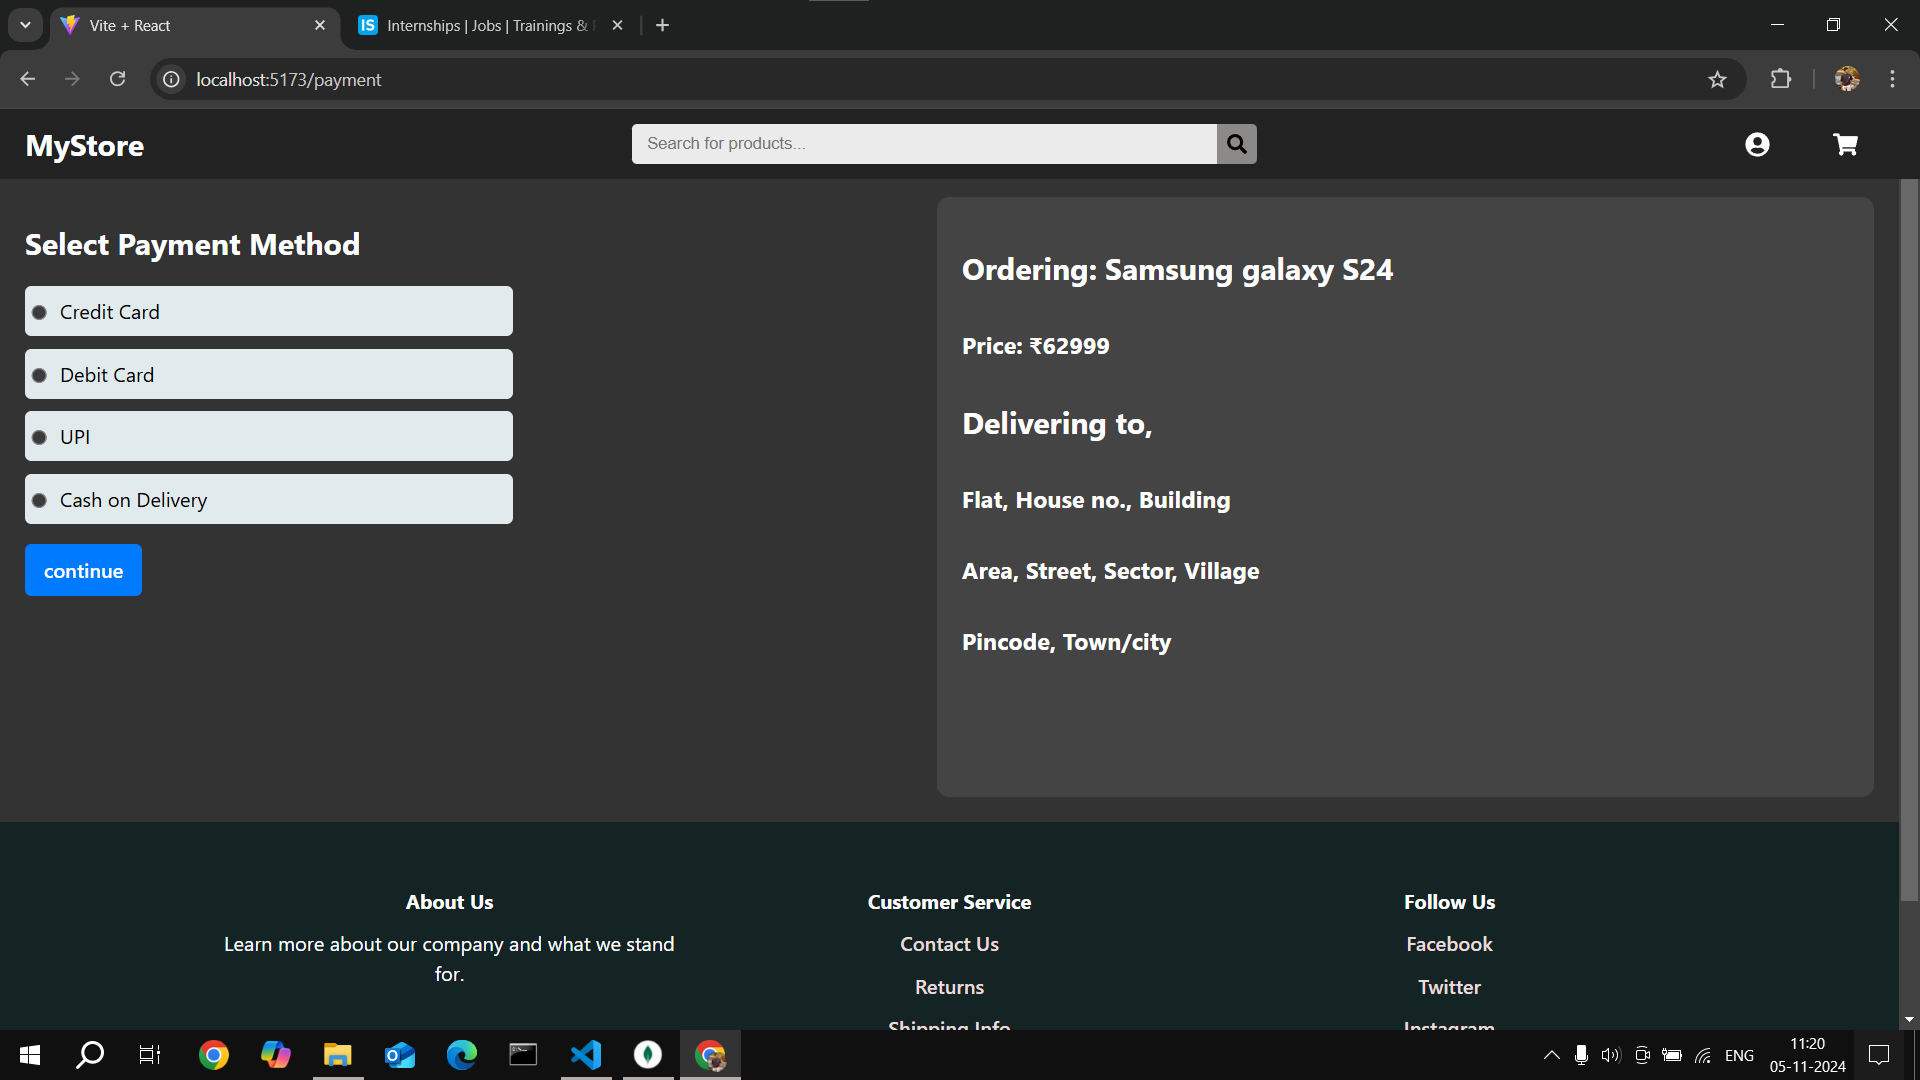 Vite + React
Internships | Jobs | Trainings &
localhost:5173/payment
MyStore
Search for products...
Select Payment Method
Credit Card
Debit Card
UPI
Cash on Delivery
continue
Ordering: Samsung galaxy S24
Price: ₹62999
Delivering to,
Flat, House no., Building
Area, Street, Sector, Village
Pincode, Town/city
About Us
Learn more about our company and what we stand
for.
Customer Service
Contact Us
Returns
Shipping Info
Follow Us
Facebook
Twitter
Instagram
ENG
11:20
05-11-2024